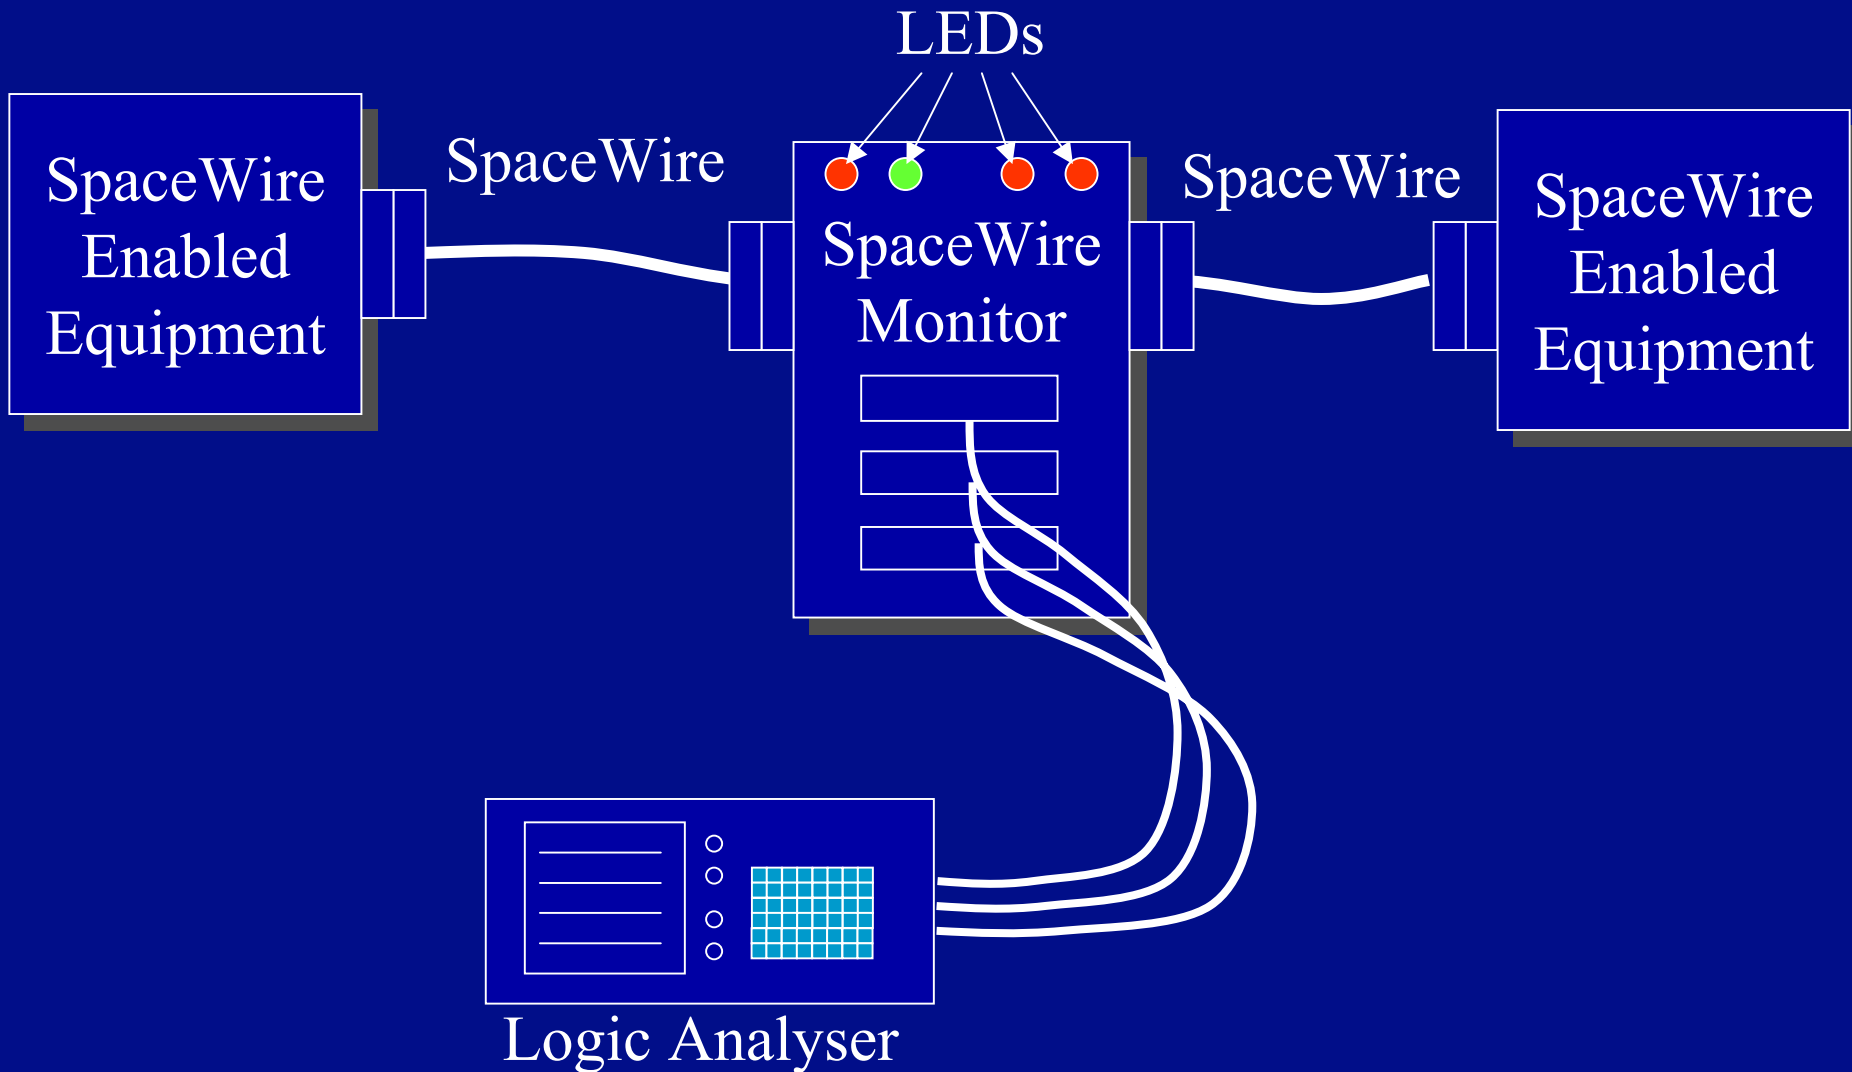 LEDs
SpaceWire
Enabled
Equipment
SpaceWire
SpaceWire
Monitor
SpaceWire
SpaceWire
Enabled
Equipment
Logic Analyser